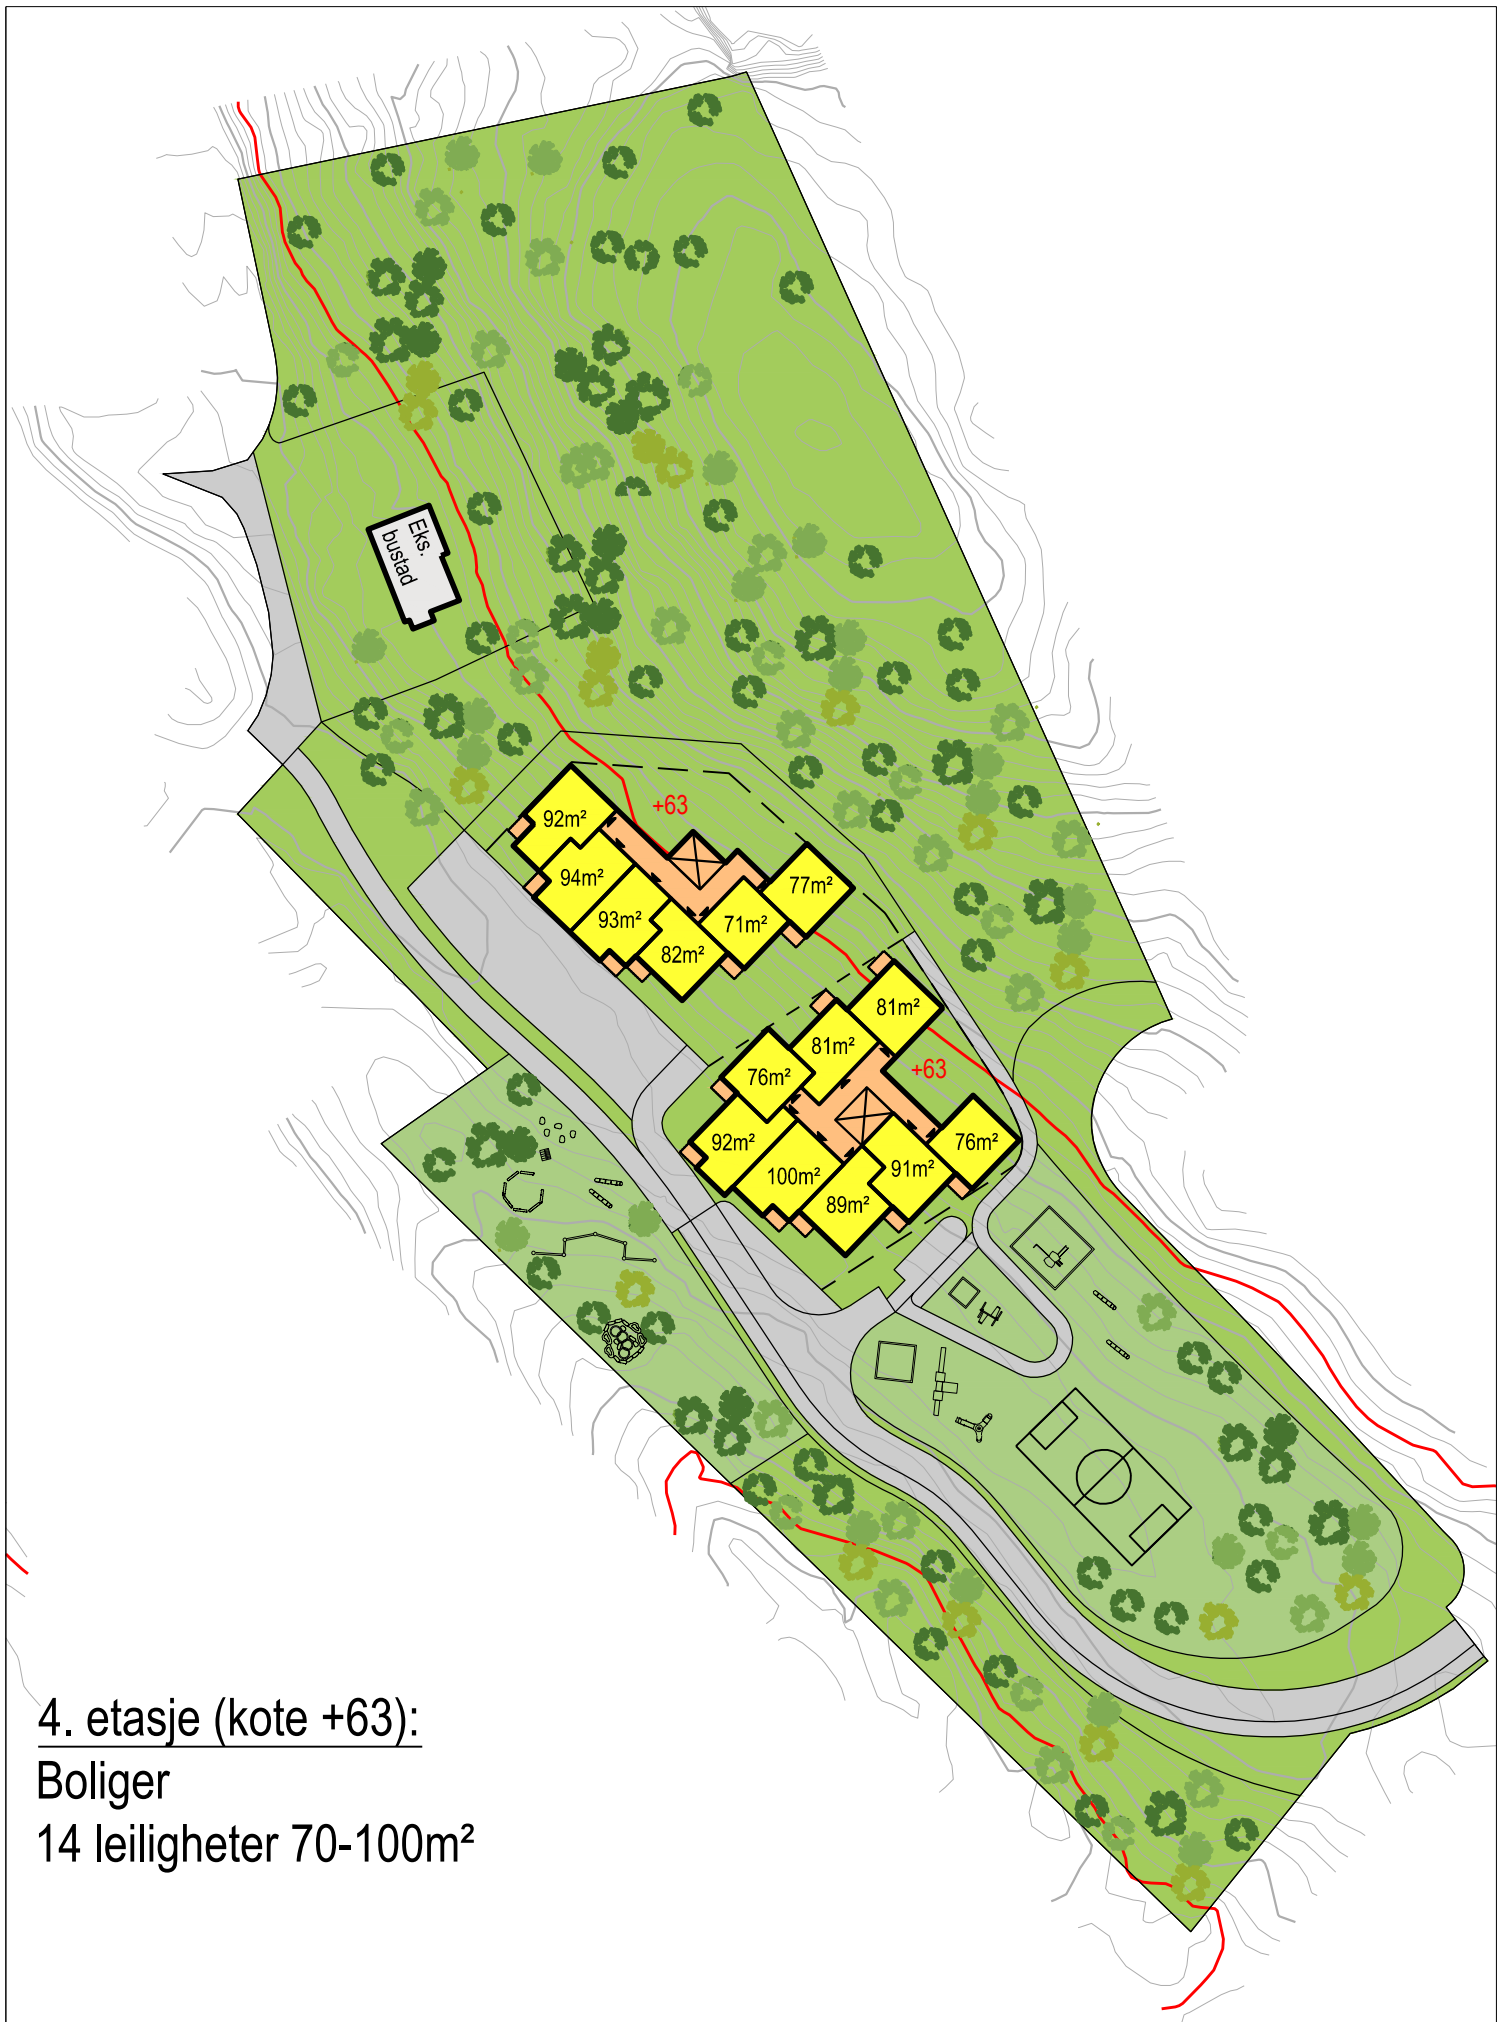 Eks.
bustad
92m²
+63
94m²
77m²
93m²
71m²
82m²
81m²
81m²
+63
76m²
92m²
76m²
100m²
91m²
89m²
4. etasje (kote +63):
Boliger
14 leiligheter 70-100m²